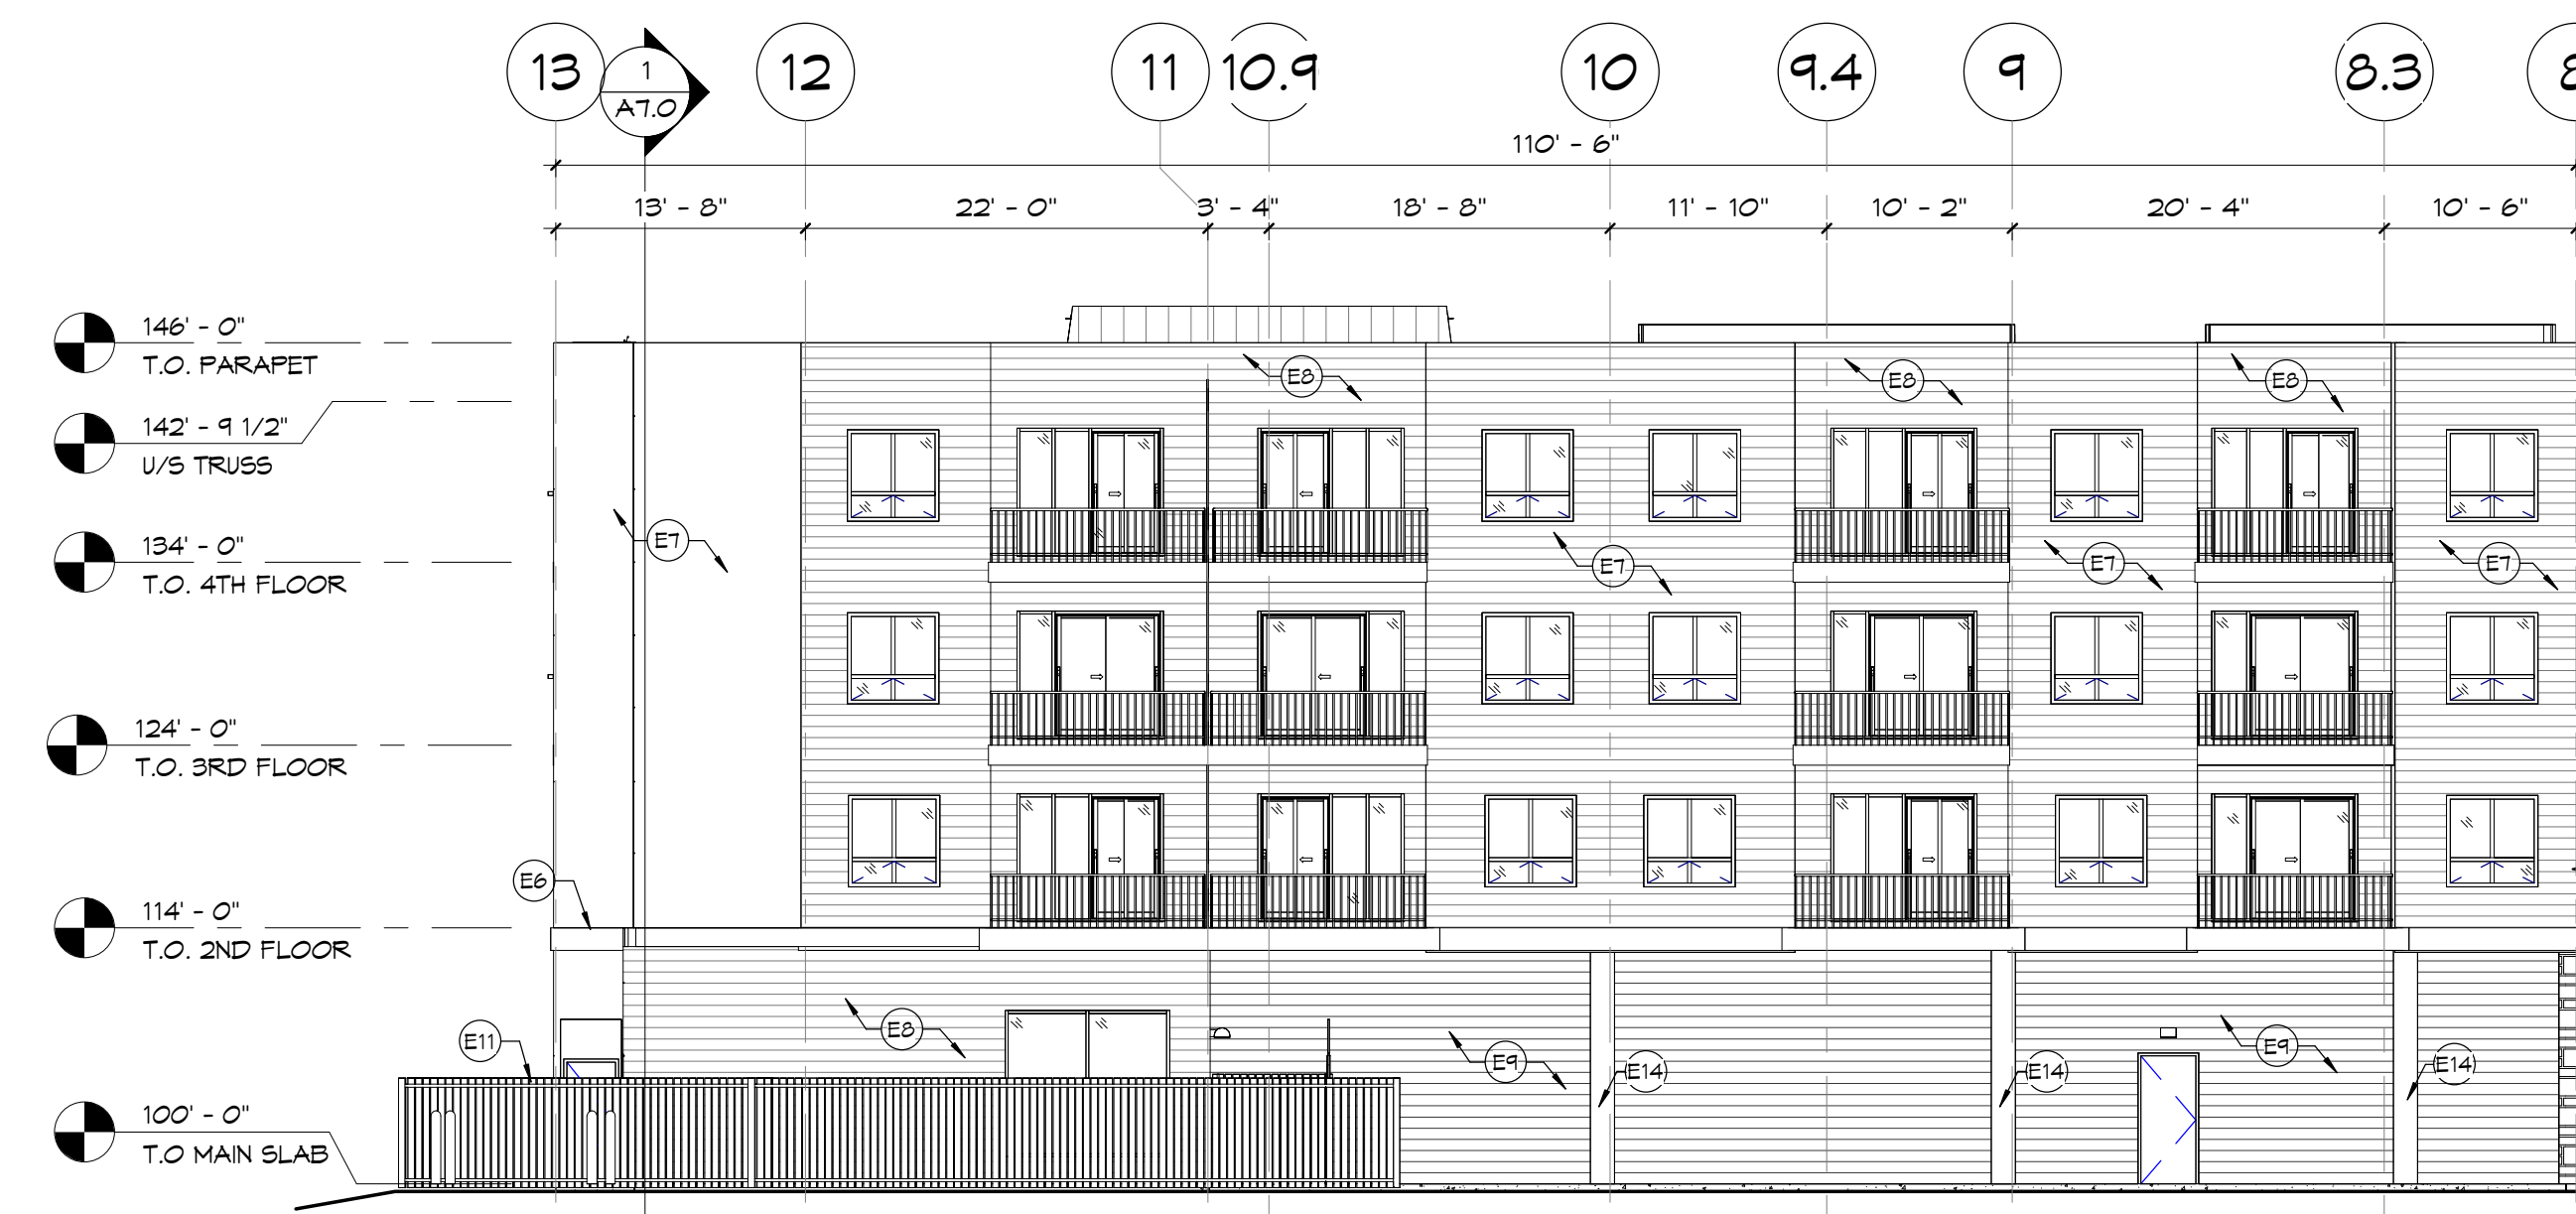 13
1
A7.0
12
11
10.9
10
9.4
9
8.3
8
110' - 6"
13' - 8"
22' - 0"
3' - 4"
18' - 8"
11' - 10"
10' - 2"
20' - 4"
10' - 6"
146' - 0"
T.O. PARAPET
E8
E8
E8
142' - 9 1/2"
U/S TRUSS
134' - 0"
T.O. 4TH FLOOR
E7
E7
E7
E7
124' - 0"
T.O. 3RD FLOOR
E6
114' - 0"
T.O. 2ND FLOOR
E11
E8
E9
E14
E14
E9
E14
100' - 0"
T.O MAIN SLAB